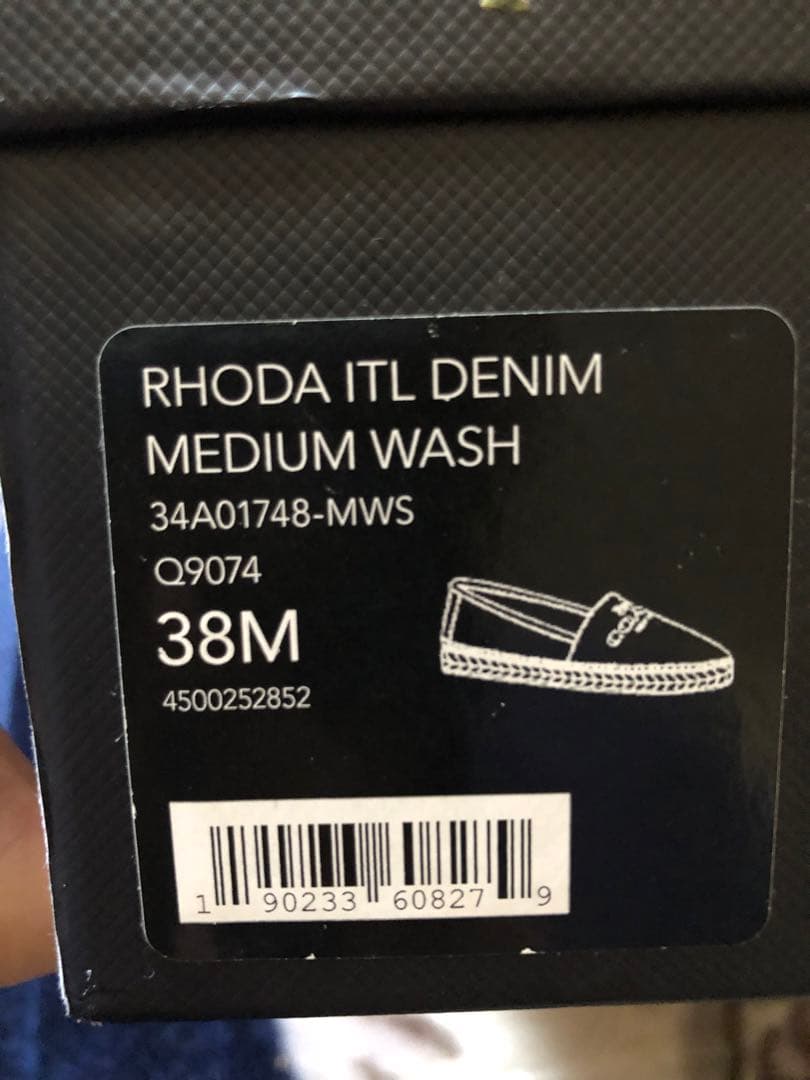 RHODA ITL DENIM
MEDIUM WASH
34A01748-MWS
Q9074
38M
4500252852
1 90233 60827 9